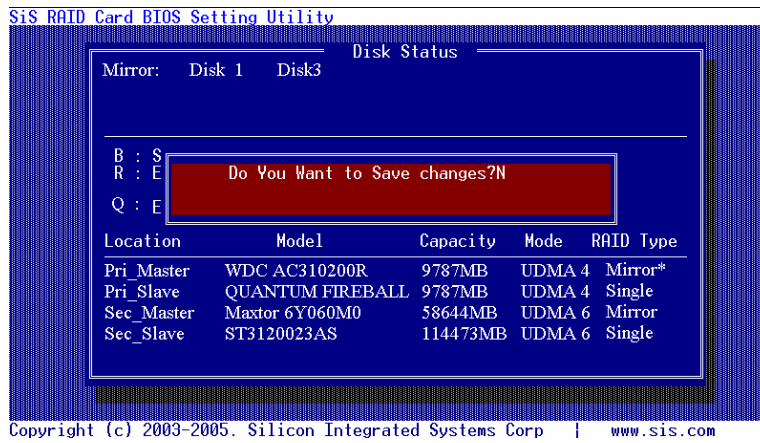 SiS RAID Card BIOS Setting Utility
Disk Status
Mirror: Disk 1 Disk3
B : S
R : E
Do You Want to Save changes?N
Q : E
Location Model Capacity Mode RAID Type
Pri_Master WDC AC310200R 9787MB UDMA 4 Mirror*
Pri_Slave QUANTUM FIREBALL 9787MB UDMA 4 Single
Sec_Master Maxtor 6Y060M0 58644MB UDMA 6 Mirror
Sec_Slave ST3120023AS 114473MB UDMA 6 Single
Copyright (c) 2003-2005. Silicon Integrated Systems Corp | www.sis.com